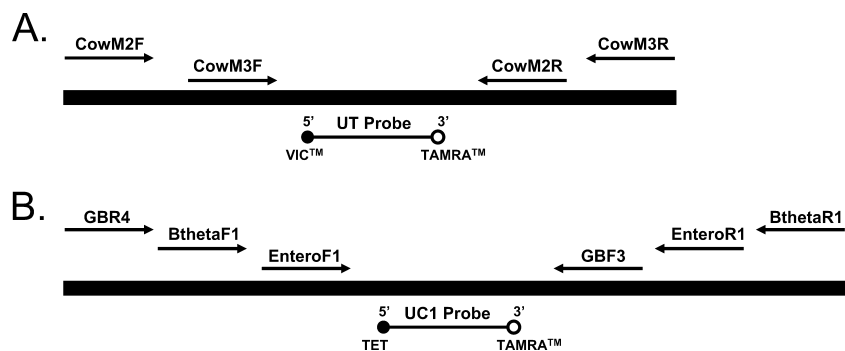 A.
CowM2F
CowM3R
CowM3F
CowM2R
5’ UT Probe 3’
VIC™ TAMRA™
B.
GBR4
BthetaR1
BthetaF1
EnteroR1
EnteroF1
GBF3
5’ UC1 Probe 3’
TET TAMRA™